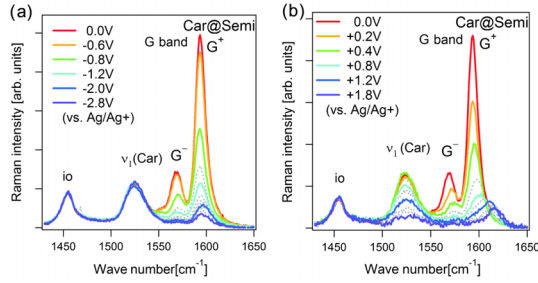 (a)
Car@Semi
G band G⁺
0.0V
-0.6V
-0.8V
-1.2V
-2.0V
-2.8V
(vs. Ag/Ag+)
io
ν₁(Car)
G⁻
Raman intensity [arb. units]
1450 1500 1550 1600 1650
Wave number[cm⁻¹]
(b)
Car@Semi
G band G⁺
0.0V
+0.2V
+0.4V
+0.8V
+1.2V
+1.8V
(vs. Ag/Ag+)
io
ν₁(Car)
G⁻
Raman intensity [arb. units]
1450 1500 1550 1600 1650
Wave number[cm⁻¹]